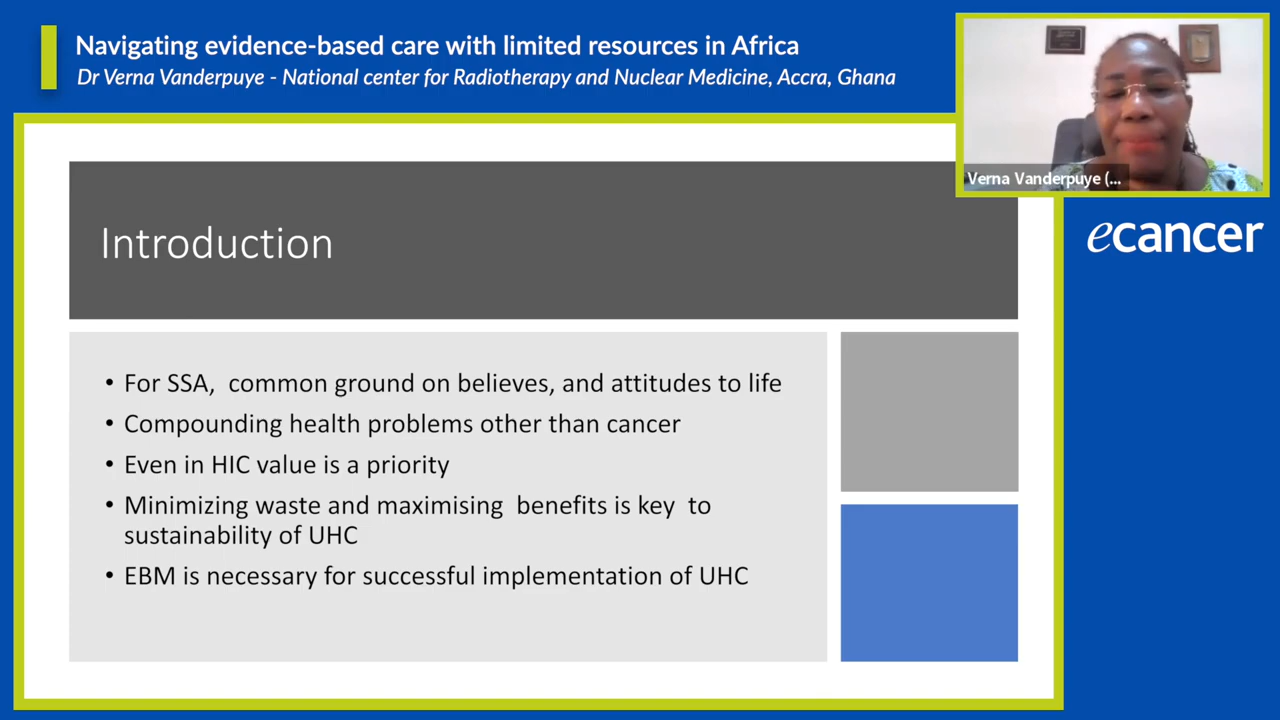 Navigating evidence-based care with limited resources in Africa
Dr Verna Vanderpuye - National center for Radiotherapy and Nuclear Medicine, Accra, Ghana
Verna Vanderpuye (...
ecancer
Introduction
• For SSA,  common ground on believes, and attitudes to life
• Compounding health problems other than cancer
• Even in HIC value is a priority
• Minimizing waste and maximising  benefits is key  to
sustainability of UHC
• EBM is necessary for successful implementation of UHC